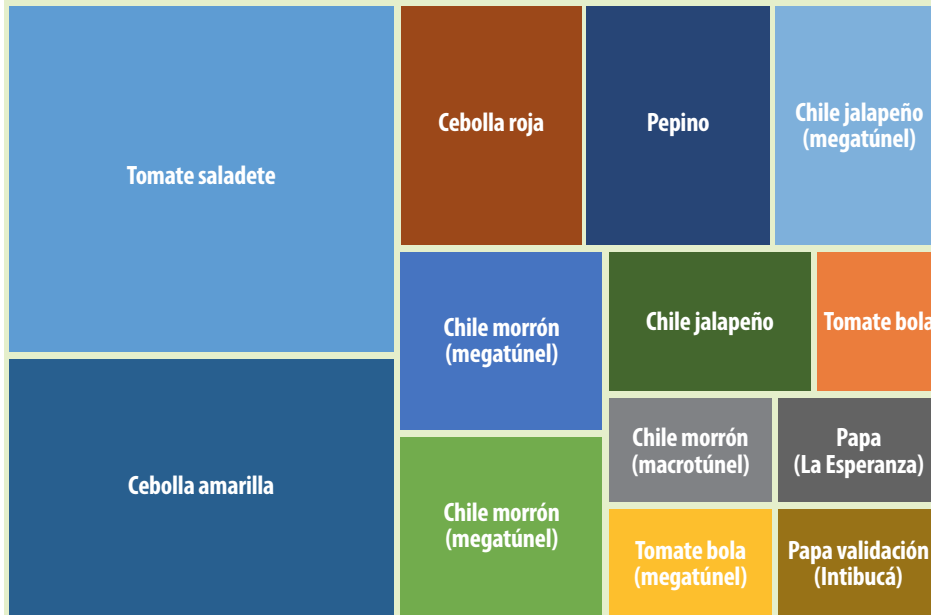 Tomate saladete
Cebolla amarilla
Cebolla roja
Pepino
Chile jalapeño
(megatúnel)
Chile morrón
(megatúnel)
Chile jalapeño
Tomate bola
Chile morrón
(macrotúnel)
Papa
(La Esperanza)
Chile morrón
(megatúnel)
Tomate bola
(megatúnel)
Papa validación
(Intibucá)